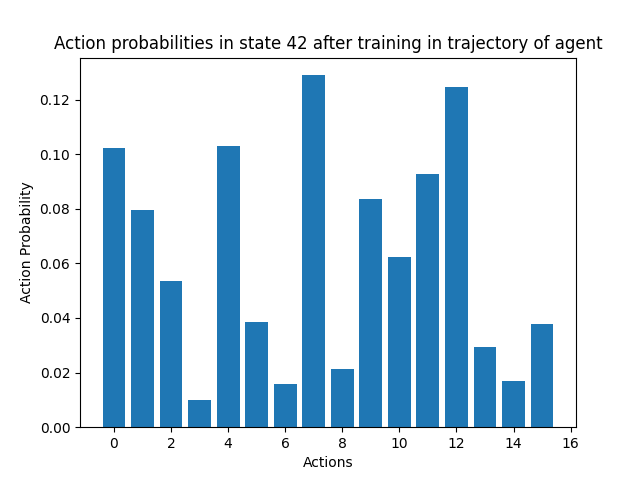 Action probabilities in state 42 after training in trajectory of agent
0.12
0.10
0.08
0.06
0.04
0.02
0.00
Action Probability
0 2 4 6 8 10 12 14 16
Actions